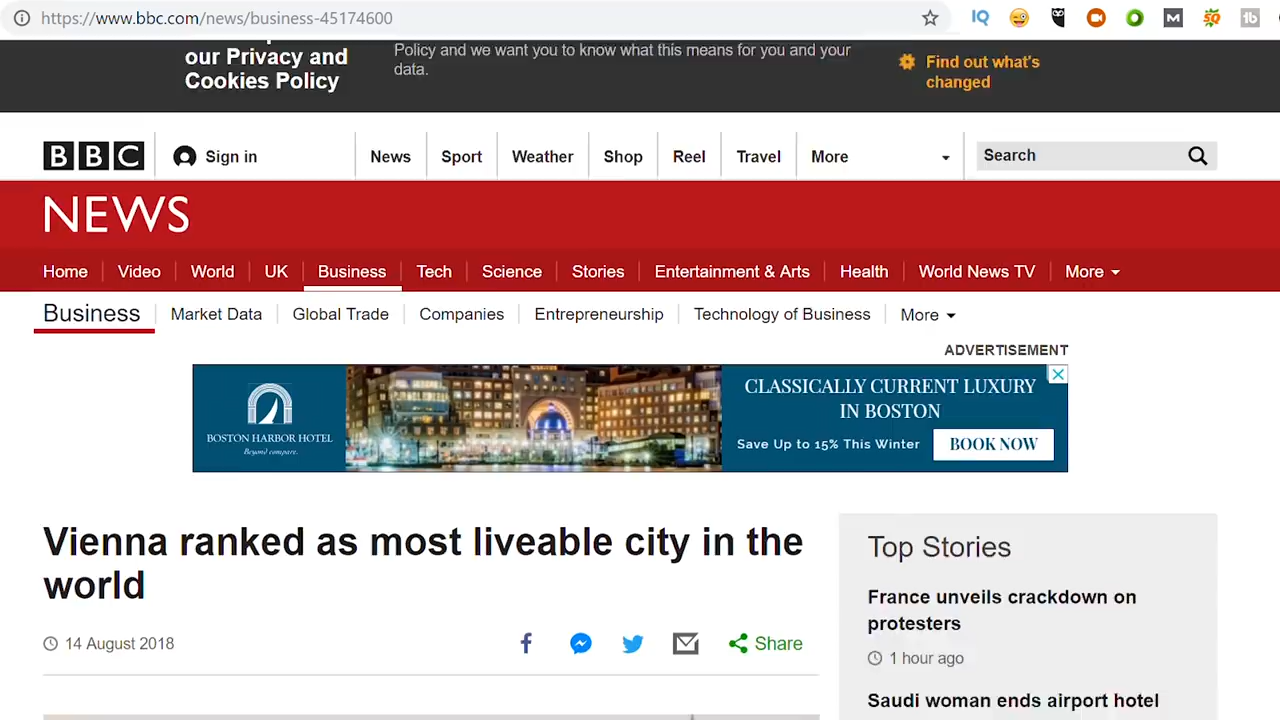 https://www.bbc.com/news/business-45174600
our Privacy and
Cookies Policy
Policy and we want you to know what this means for you and your
data.
Find out what's
changed
BBC
Sign in
News
Sport
Weather
Shop
Reel
Travel
More
Search
NEWS
Home
Video
World
UK
Business
Tech
Science
Stories
Entertainment & Arts
Health
World News TV
More
Business
Market Data
Global Trade
Companies
Entrepreneurship
Technology of Business
More
ADVERTISEMENT
BOSTON HARBOR HOTEL
Beyond compare.
CLASSICALLY CURRENT LUXURY
IN BOSTON
Save Up to 15% This Winter
BOOK NOW
Vienna ranked as most liveable city in the
world
14 August 2018
Share
Top Stories
France unveils crackdown on
protesters
1 hour ago
Saudi woman ends airport hotel